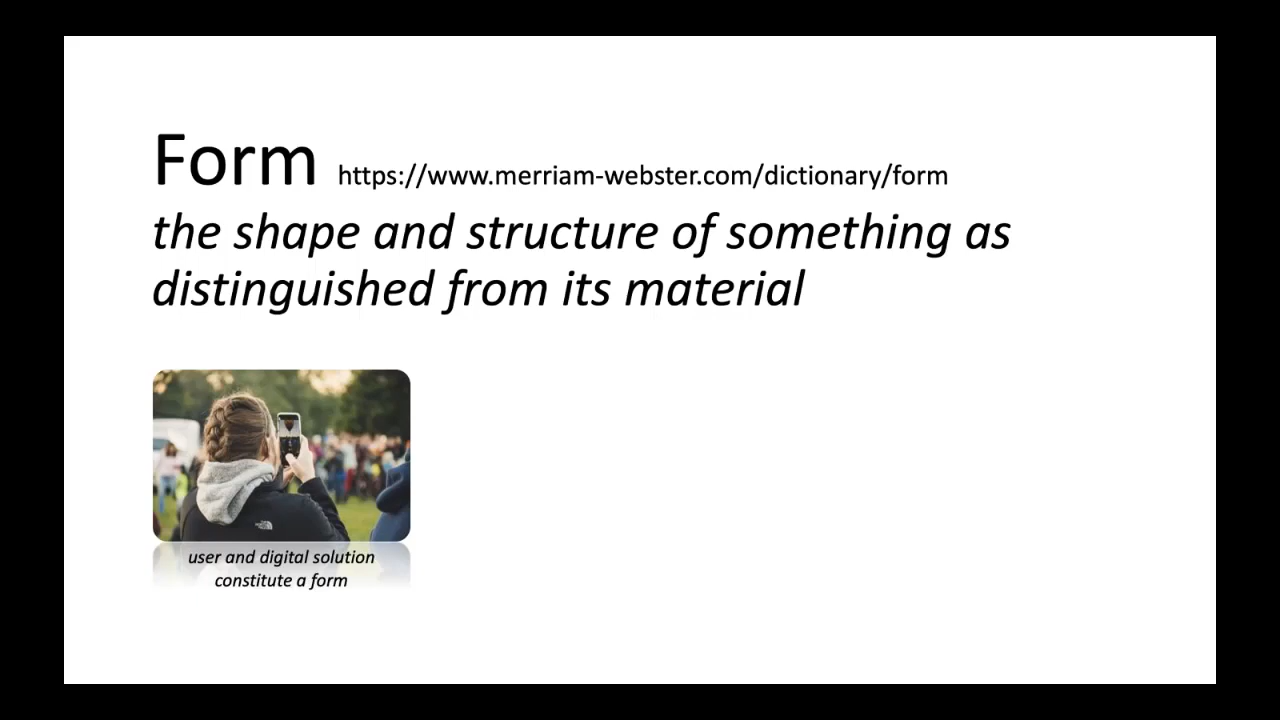 Form https://www.merriam-webster.com/dictionary/form
the shape and structure of something as
distinguished from its material
user and digital solution
constitute a form